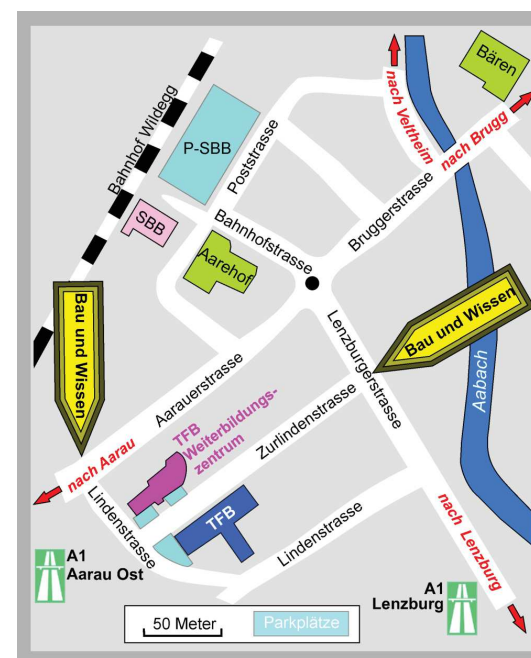 Bären
nach Veltheim
nach Brugg
Bahnhof Wildegg
P-SBB
Poststrasse
SBB
Bahnhofstrasse
Bruggerstrasse
Aarehof
Bau und Wissen
Bau und Wissen
Lenzburgerstrasse
Aabach
Aarauerstrasse
TFB
Weiterbildungs-
zentrum
Zurlindenstrasse
nach Aarau
Lindenstrasse
TFB
Lindenstrasse
nach Lenzburg
A1
Aarau Ost
A1
Lenzburg
50 Meter
Parkplätze